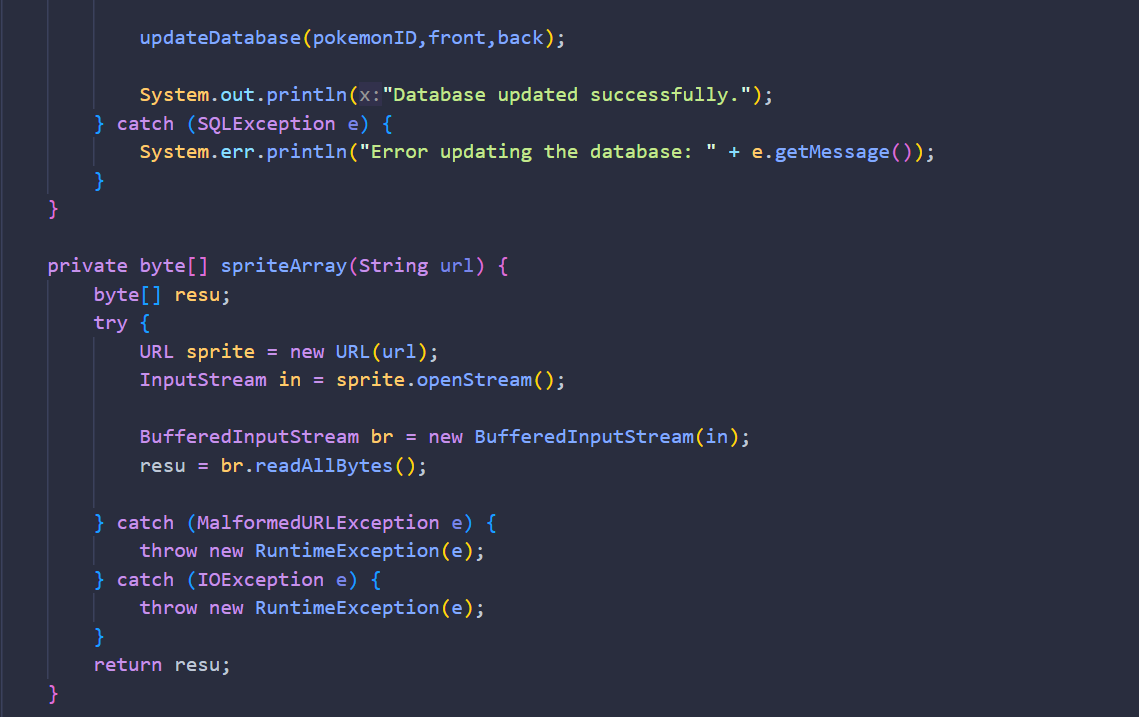 updateDatabase(pokemonID,front,back);
System.out.println(x:"Database updated successfully.");
} catch (SQLException e) {
System.err.println("Error updating the database: " + e.getMessage());
}
}
private byte[] spriteArray(String url) {
byte[] resu;
try {
URL sprite = new URL(url);
InputStream in = sprite.openStream();
BufferedInputStream br = new BufferedInputStream(in);
resu = br.readAllBytes();
} catch (MalformedURLException e) {
throw new RuntimeException(e);
} catch (IOException e) {
throw new RuntimeException(e);
}
return resu;
}